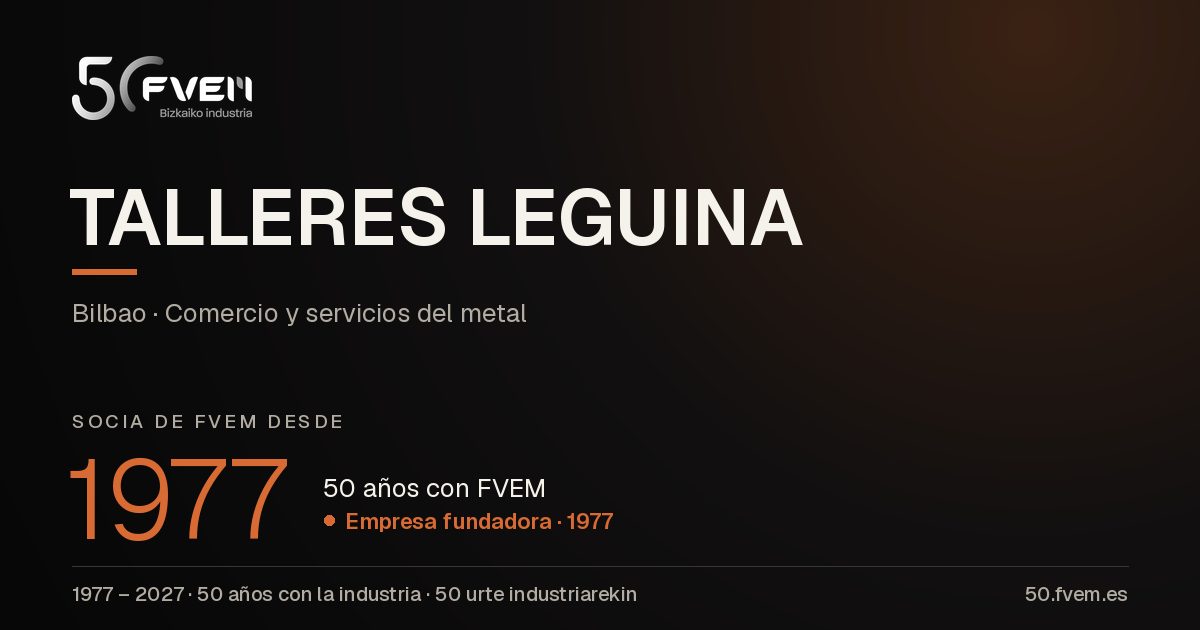 50 FVEM
Bizkaiko industria
TALLERES LEGUINA
Bilbao · Comercio y servicios del metal
SOCIA DE FVEM DESDE
1977
50 años con FVEM
Empresa fundadora · 1977
1977 – 2027 · 50 años con la industria · 50 urte industriarekin
50.fvem.es